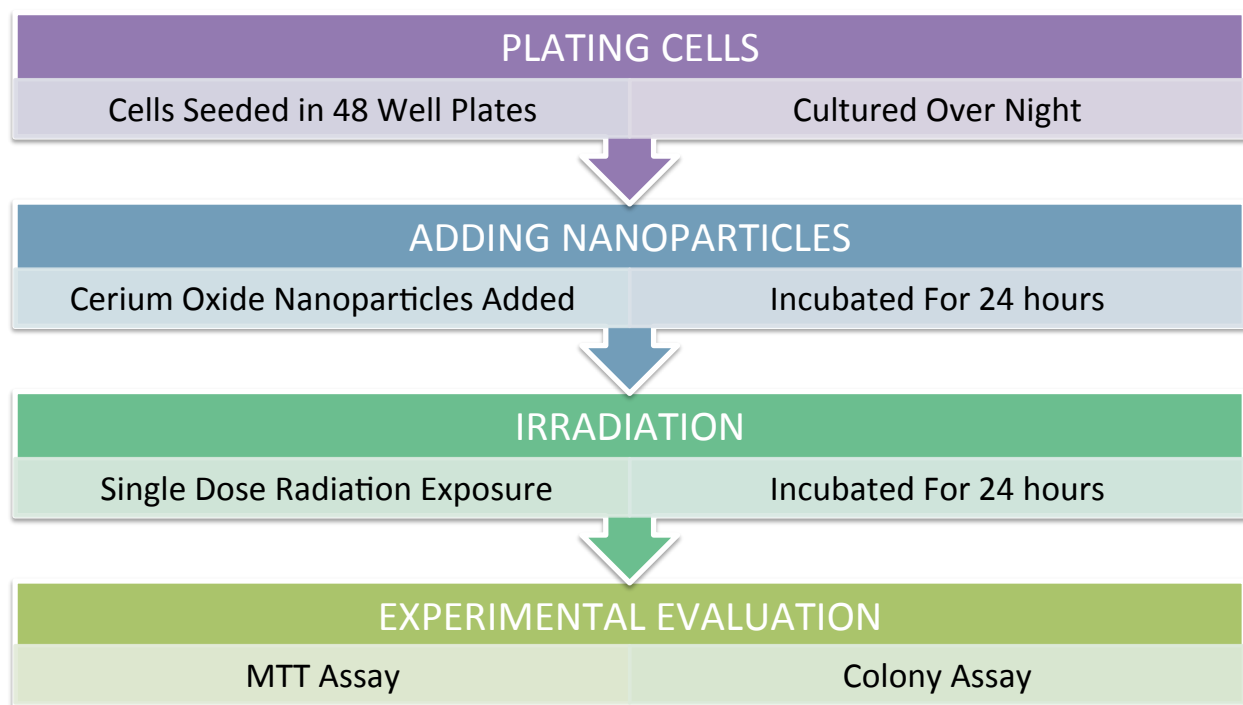 PLATING CELLS
Cells Seeded in 48 Well Plates
Cultured Over Night
ADDING NANOPARTICLES
Cerium Oxide Nanoparticles Added
Incubated For 24 hours
IRRADIATION
Single Dose Radiation Exposure
Incubated For 24 hours
EXPERIMENTAL EVALUATION
MTT Assay
Colony Assay